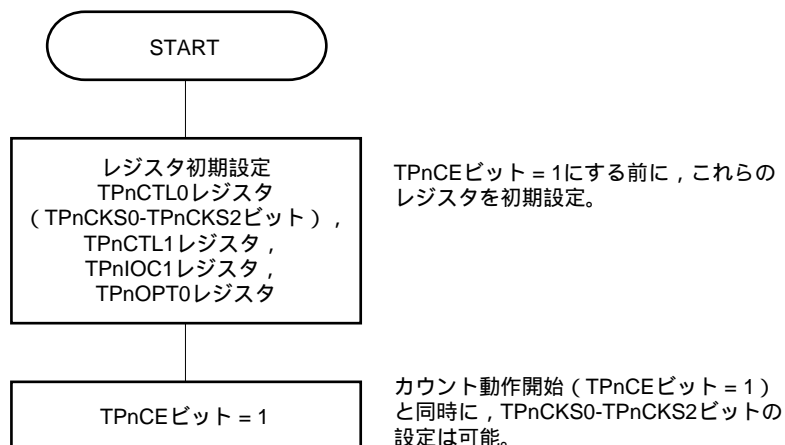 START
レジスタ初期設定
TPnCTL0レジスタ
（TPnCKS0-TPnCKS2ビット），
TPnCTL1レジスタ，
TPnIOC1レジスタ，
TPnOPT0レジスタ
TPnCEビット = 1にする前に，これらの
レジスタを初期設定。
TPnCEビット = 1
カウント動作開始（TPnCEビット = 1）
と同時に，TPnCKS0-TPnCKS2ビットの
設定は可能。